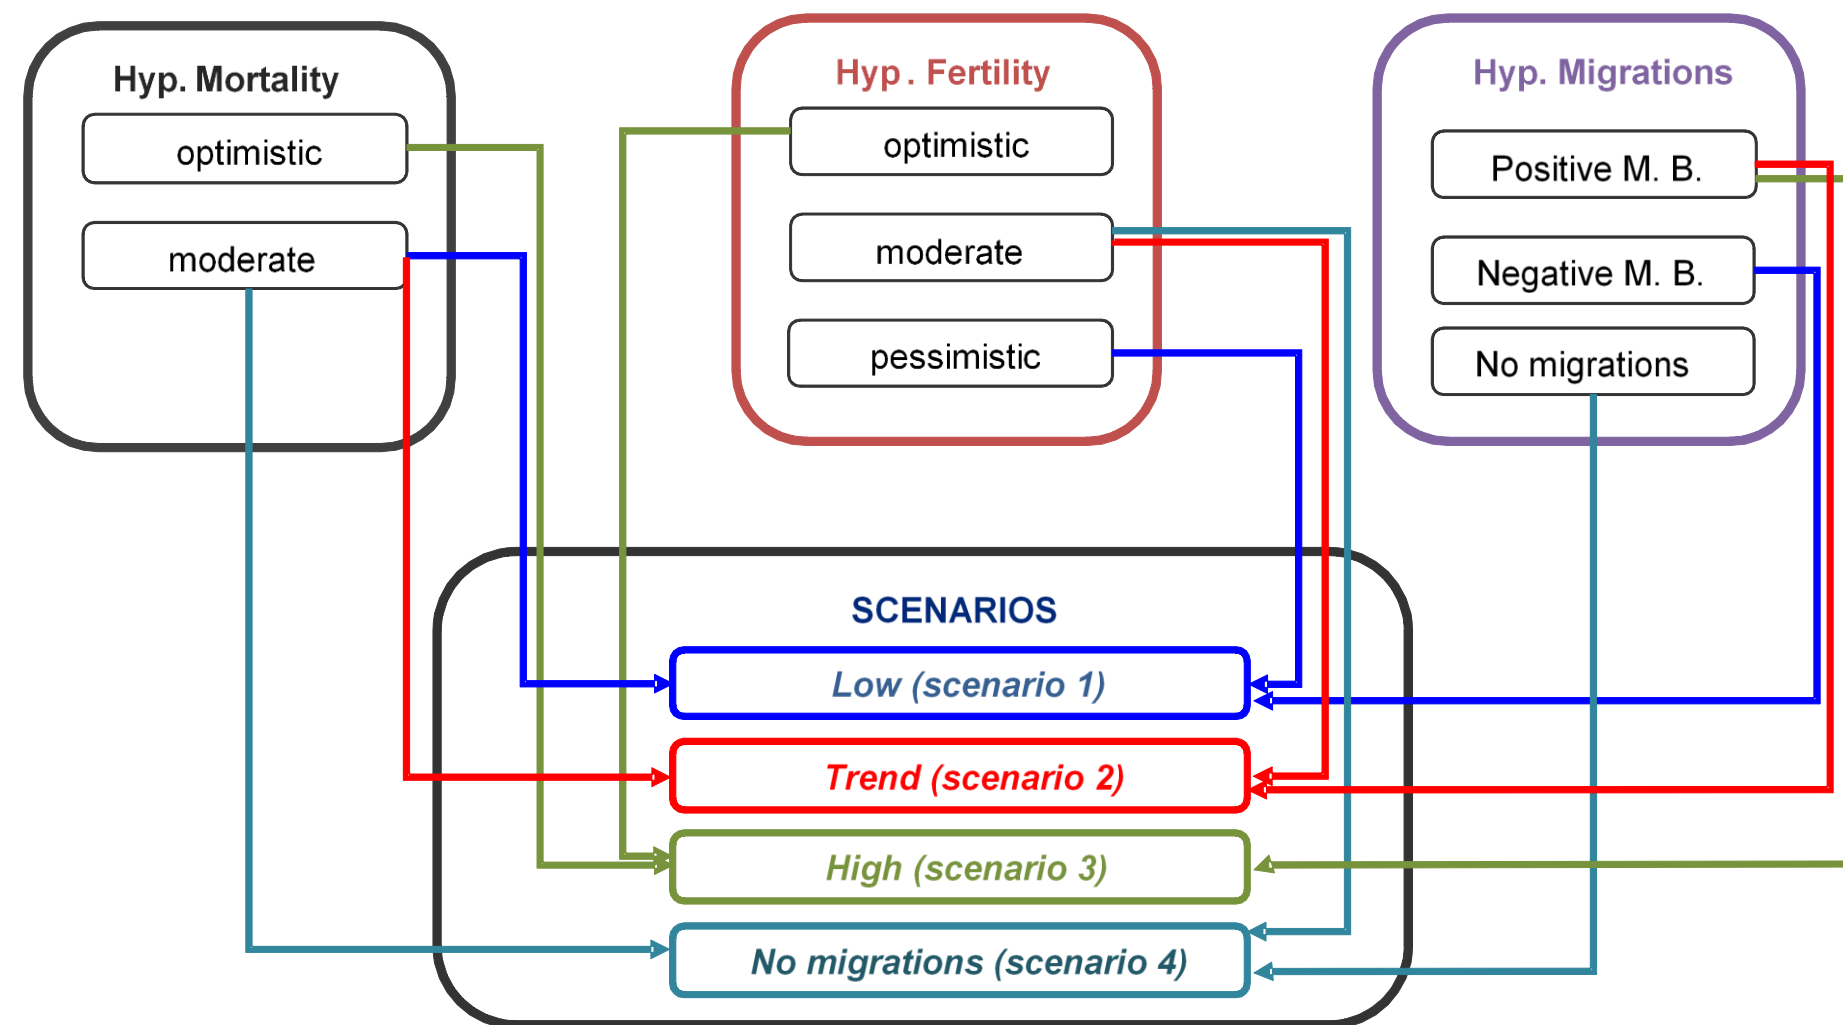 Hyp. Mortality
optimistic
moderate
Hyp. Fertility
optimistic
moderate
pessimistic
Hyp. Migrations
Positive M. B.
Negative M. B.
No migrations
SCENARIOS
Low (scenario 1)
Trend (scenario 2)
High (scenario 3)
No migrations (scenario 4)